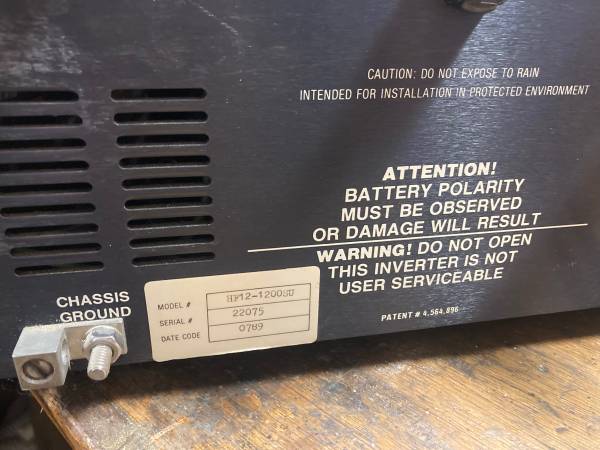 CAUTION: DO NOT EXPOSE TO RAIN
INTENDED FOR INSTALLATION IN PROTECTED ENVIRONMENT
ATTENTION!
BATTERY POLARITY
MUST BE OBSERVED
OR DAMAGE WILL RESULT
WARNING! DO NOT OPEN
THIS INVERTER IS NOT
USER SERVICEABLE
PATENT # 4,564,896
CHASSIS
GROUND
MODEL # HF12-1200SU
SERIAL # 22075
DATE CODE 0789